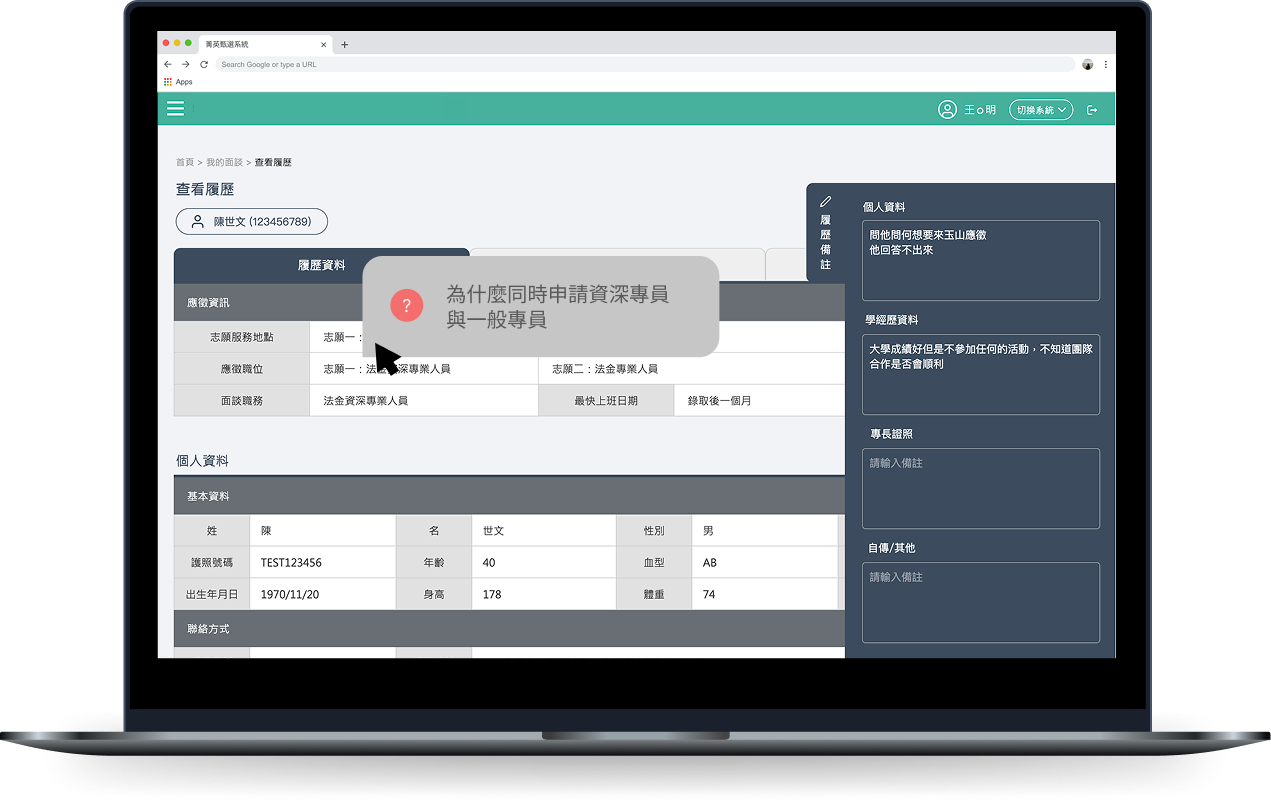 菁英甄選系統
Search Google or type a URL
Apps
王o明
切換系統
首頁 > 我的面談 > 查看履歷
查看履歷
陳世文 (123456789)
履歷資料
應徵資訊
志願服務地點
志願一：
?
為什麼同時申請資深專員
與一般專員
應徵職位
志願一：法金資深專業人員
志願二：法金專業人員
面談職務
法金資深專業人員
最快上班日期
錄取後一個月
個人資料
基本資料
姓
陳
名
世文
性別
男
護照號碼
TEST123456
年齡
40
血型
AB
出生年月日
1970/11/20
身高
178
體重
74
聯絡方式
履歷備註
個人資料
問他問何想要來玉山應徵
他回答不出來
學經歷資料
大學成績好但是不參加任何的活動，不知道團隊
合作是否會順利
專長證照
請輸入備註
自傳/其他
請輸入備註